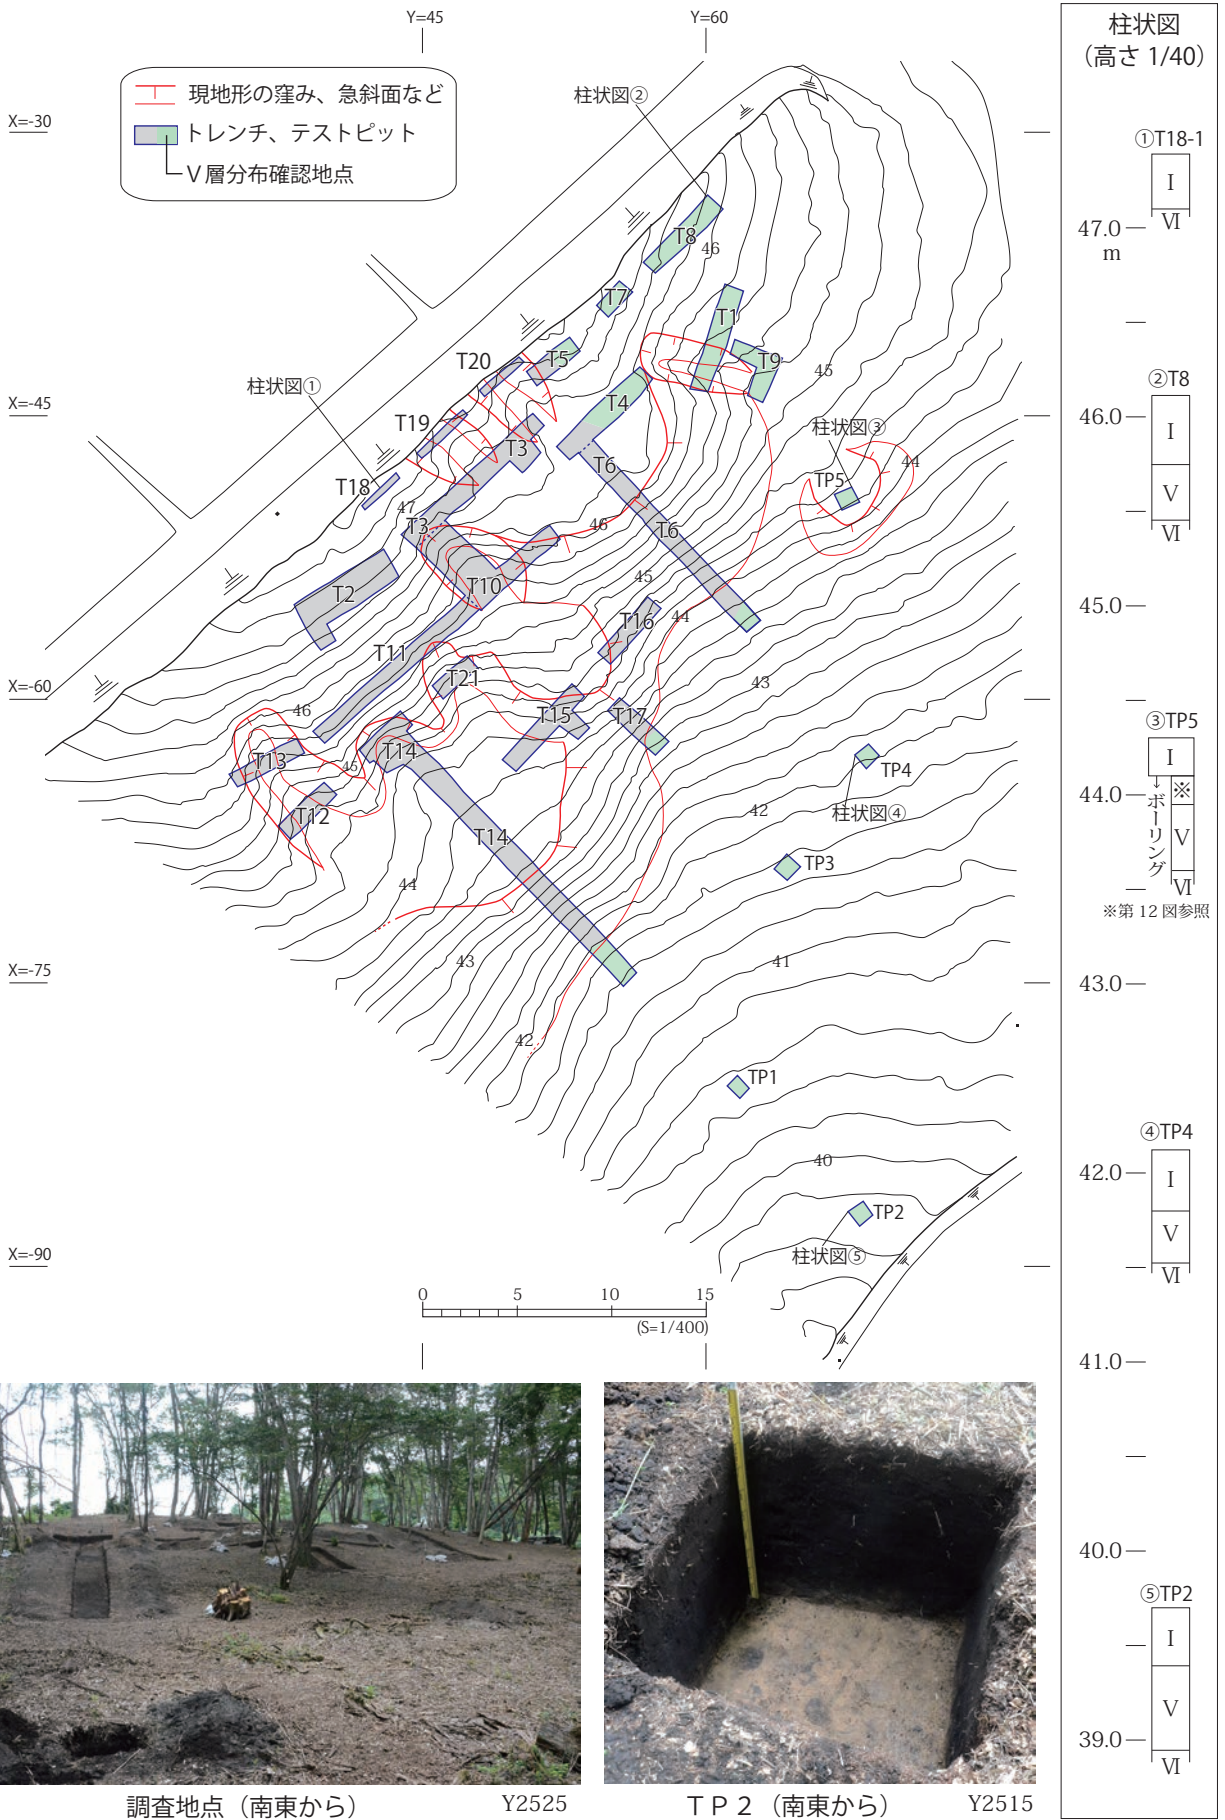 Y=45
Y=60
現地形の窪み、急斜面など
トレンチ、テストピット
Ⅴ層分布確認地点
X=-30
X=-45
X=-60
X=-75
X=-90
柱状図②
柱状図①
柱状図③
柱状図④
柱状図⑤
T8
46
T7
T1
T20
T5
T9
45
T4
T19
T3
T6
44
TP5
T18
47
T3
46
T6
T10
T2
45
T16
44
T11
T21
43
46
T15
T17
T13
T14
45
TP4
T12
42
T14
TP3
44
43
41
42
TP1
40
TP2
0 5 10 15
(S=1/400)
柱状図
(高さ 1/40)
①T18-1
Ⅰ
Ⅵ
47.0
m
②T8
46.0
Ⅰ
Ⅴ
Ⅵ
45.0
③TP5
Ⅰ
44.0
※
↓ボーリング
Ⅴ
Ⅵ
※第 12 図参照
43.0
④TP4
42.0
Ⅰ
Ⅴ
Ⅵ
41.0
40.0
⑤TP2
Ⅰ
Ⅴ
39.0
Ⅵ
調査地点（南東から） Y2525
ＴＰ２（南東から） Y2515